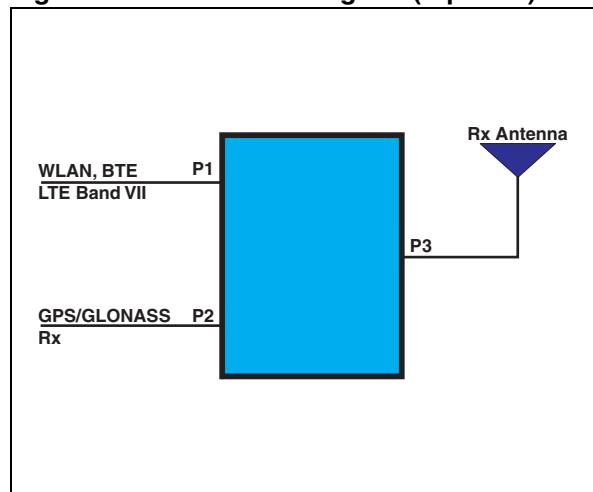 Rx Antenna
WLAN, BTE P1
LTE Band VII
P3
GPS/GLONASS P2
Rx